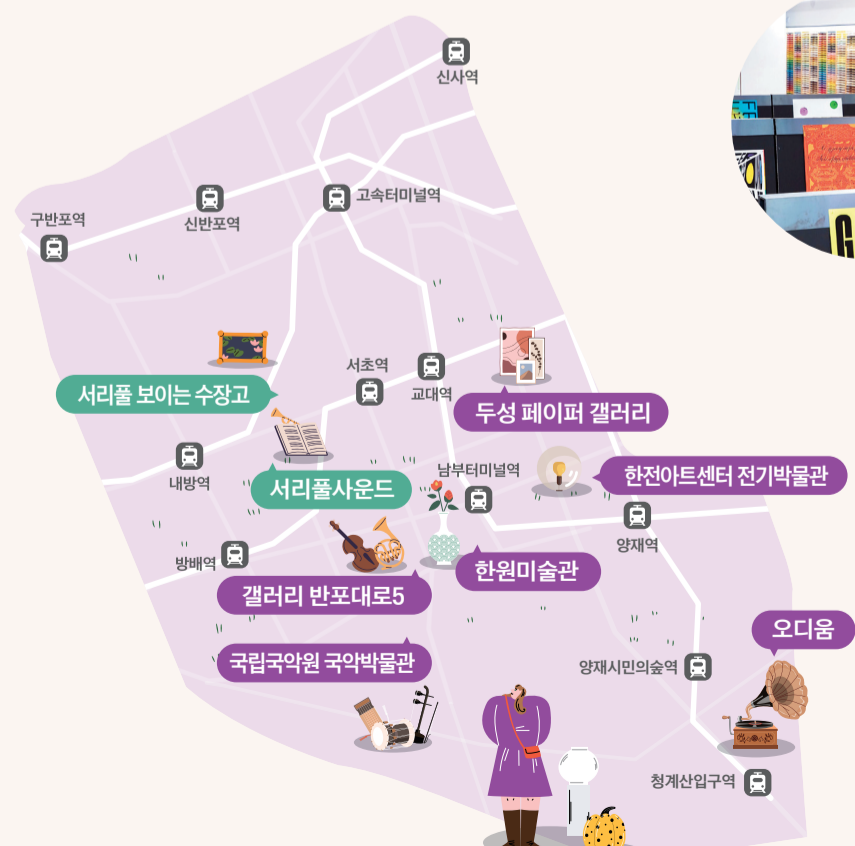 신사역
고속터미널역
신반포역
구반포역
서초역
교대역
서리풀 보이는 수장고
두성 페이퍼 갤러리
내방역
서리풀사운드
남부터미널역
한전아트센터 전기박물관
양재역
방배역
한원미술관
갤러리 반포대로5
오디움
국립국악원 국악박물관
양재시민의숲역
청계산입구역